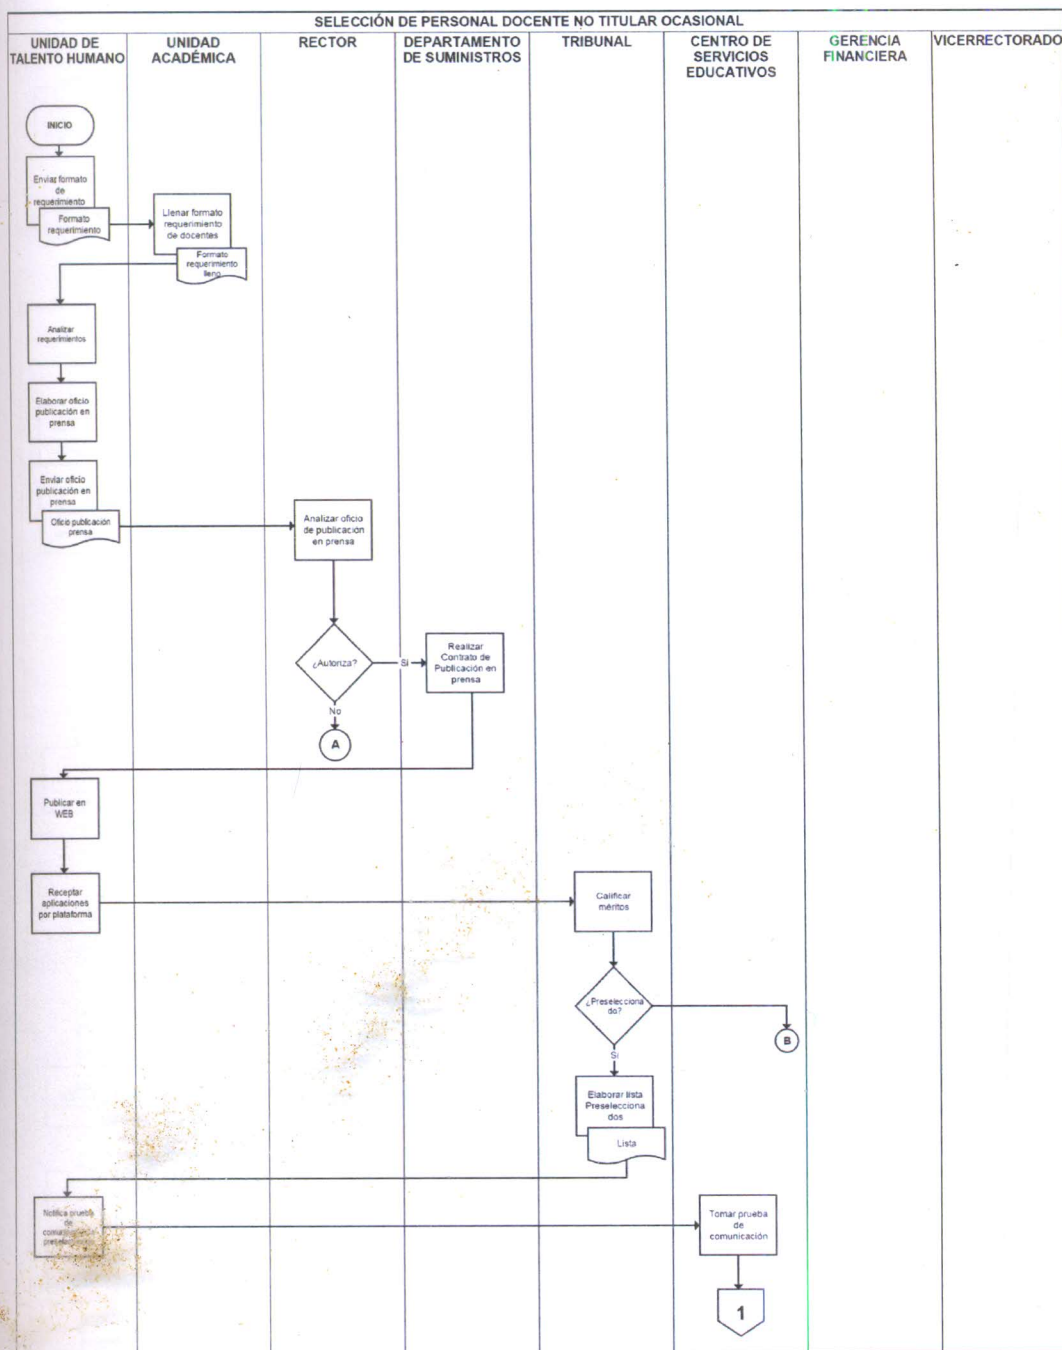 SELECCIÓN DE PERSONAL DOCENTE NO TITULAR OCASIONAL
UNIDAD DE
TALENTO HUMANO
UNIDAD
ACADÉMICA
RECTOR
DEPARTAMENTO
DE SUMINISTROS
TRIBUNAL
CENTRO DE
SERVICIOS
EDUCATIVOS
GERENCIA
FINANCIERA
VICERRECTORADO
INICIO
Enviar formato
de
requerimiento
Formato
requerimiento
Llenar formato
requerimiento
de docentes
Formato
requerimiento
lleno
Analizar
requerimientos
Elaborar oficio
publicación en
prensa
Enviar oficio
publicación en
prensa
Oficio publicación
prensa
Analizar oficio
de publicación
en prensa
¿Autoriza?
Si
Realizar
Contrato de
Publicación en
prensa
No
A
Publicar en
WEB
Receptar
aplicaciones
por plataforma
Calificar
méritos
¿Preselecciona
do?
B
Si
Elaborar lista
Preselecciona
dos
Lista
Notifica prueba
de
Tomar prueba
de
comunicación
1